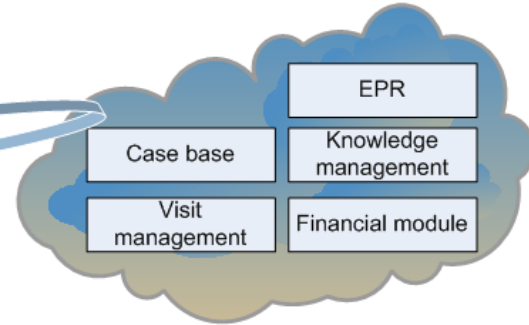 EPR
Case base
Knowledge
management
Visit
management
Financial module